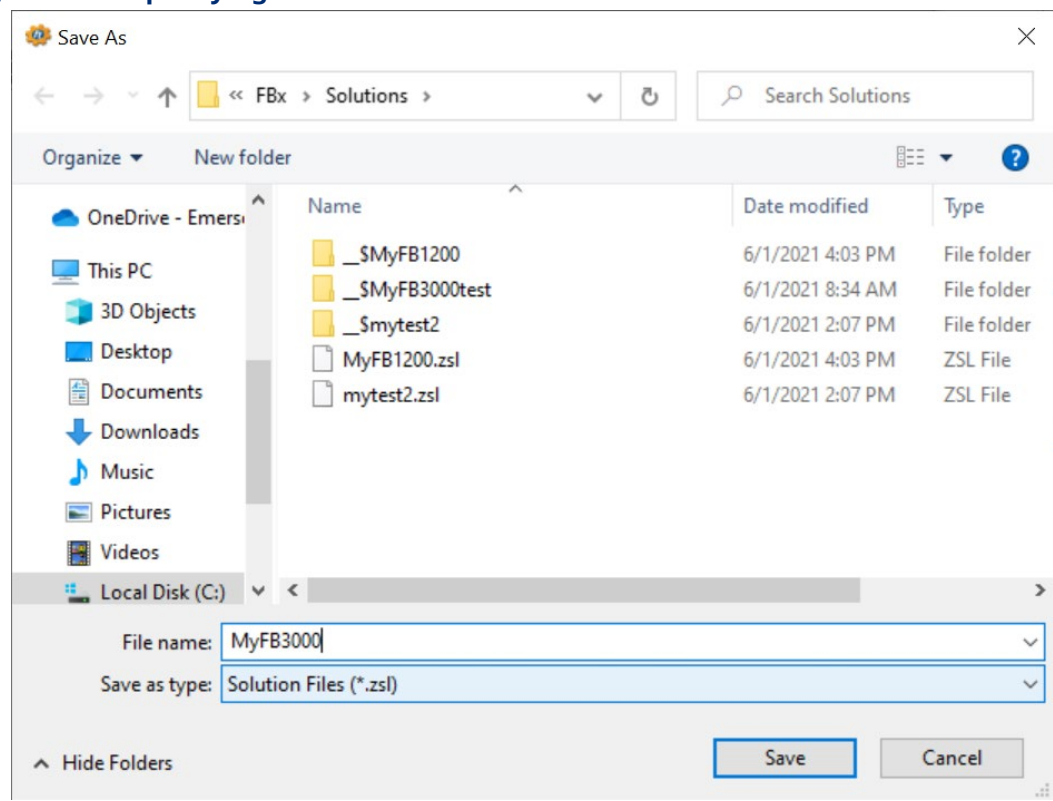 Save As
« FBx › Solutions ›
Search Solutions
Organize
New folder
?
Name
Date modified
Type
OneDrive - Emers
This PC
3D Objects
Desktop
Documents
Downloads
Music
Pictures
Videos
Local Disk (C:)
__$MyFB1200 6/1/2021 4:03 PM File folder
__$MyFB3000test 6/1/2021 8:34 AM File folder
__$mytest2 6/1/2021 2:07 PM File folder
MyFB1200.zsl 6/1/2021 4:03 PM ZSL File
mytest2.zsl 6/1/2021 2:07 PM ZSL File
File name: MyFB3000
Save as type: Solution Files (*.zsl)
Hide Folders
Save
Cancel